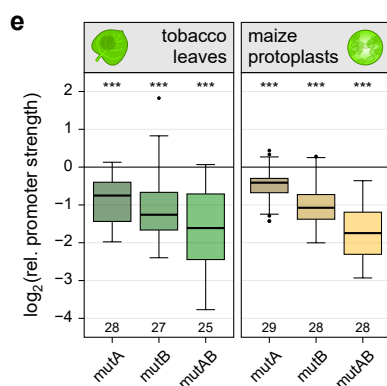 e
tobacco
leaves
maize
protoplasts
log2(rel. promoter strength)
2
1
0
−1
−2
−3
−4
*** *** ***
*** *** ***
28 27 25
29 28 28
mutA mutB mutAB
mutA mutB mutAB